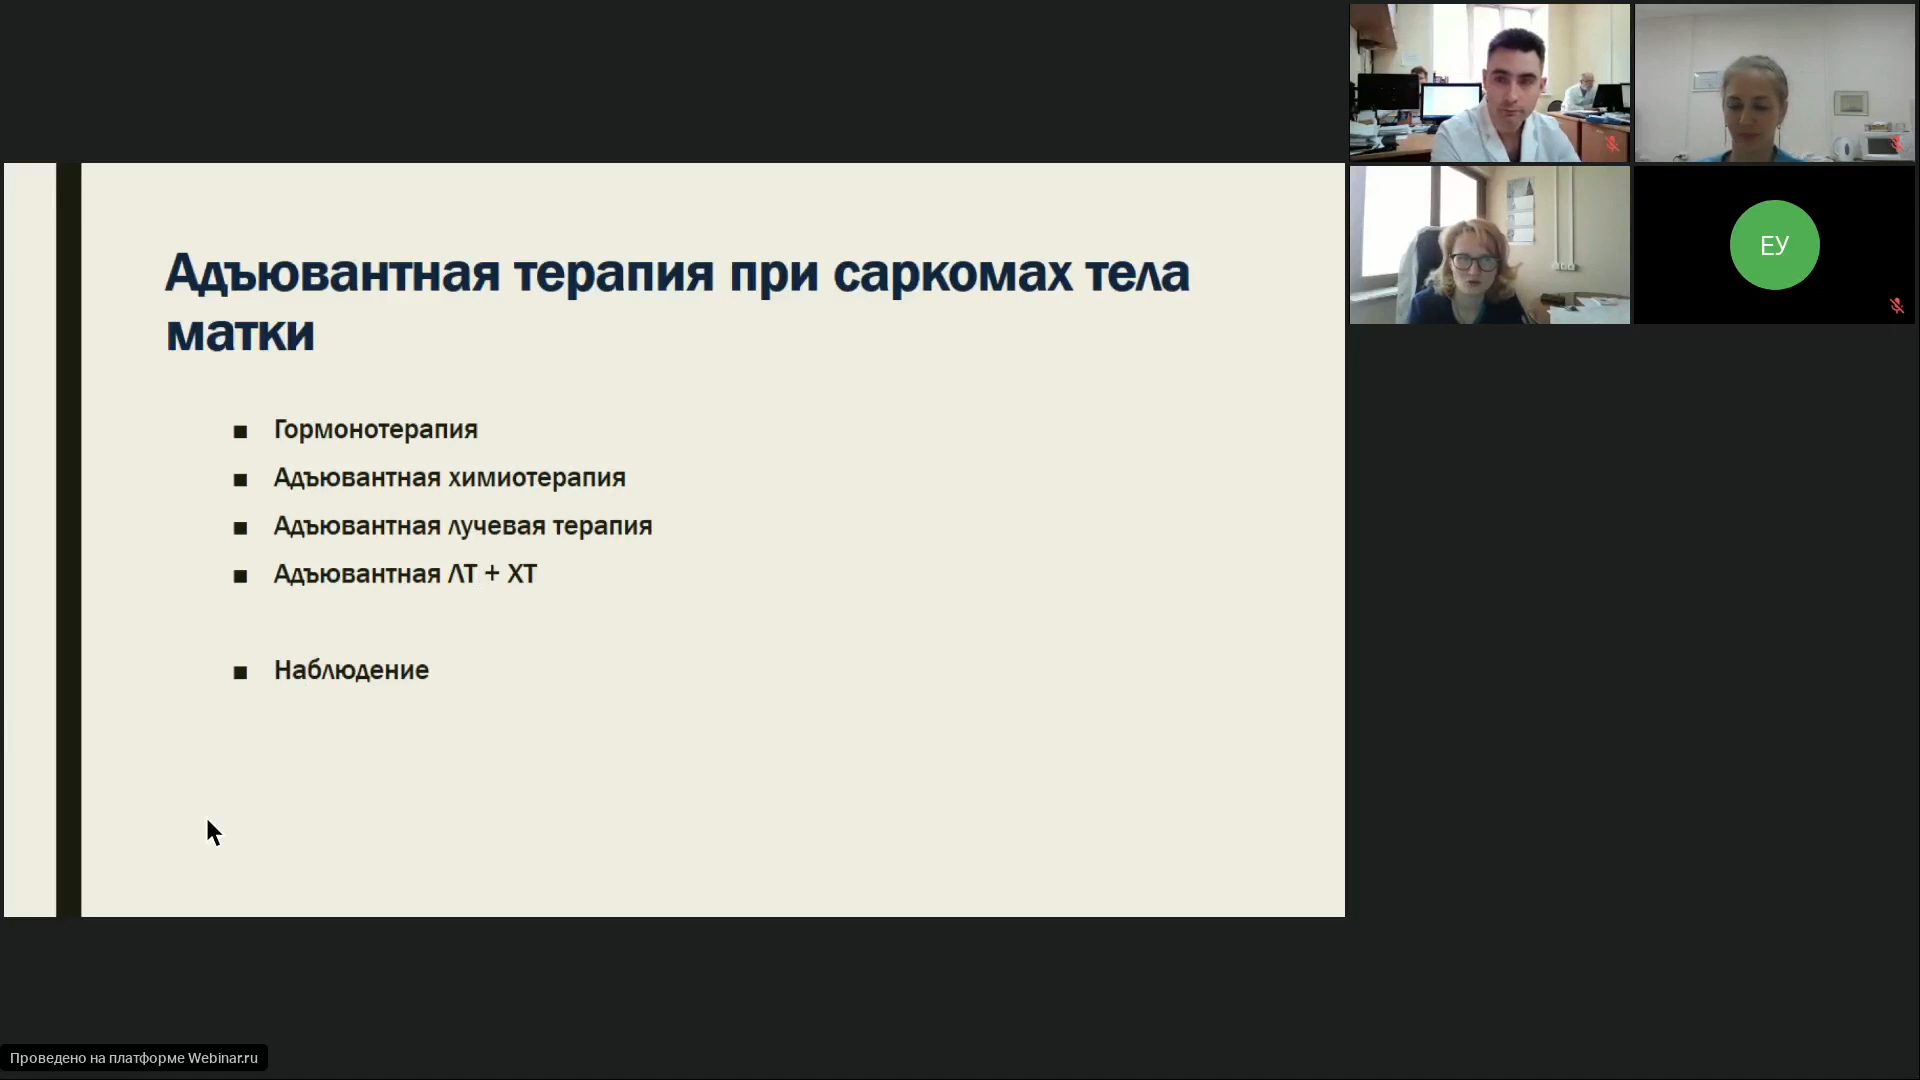 Адъювантная терапия при саркомах тела
матки
■ Гормонотерапия
■ Адъювантная химиотерапия
■ Адъювантная лучевая терапия
■ Адъювантная ЛТ + ХТ
■ Наблюдение
ЕУ
Проведено на платформе Webinar.ru